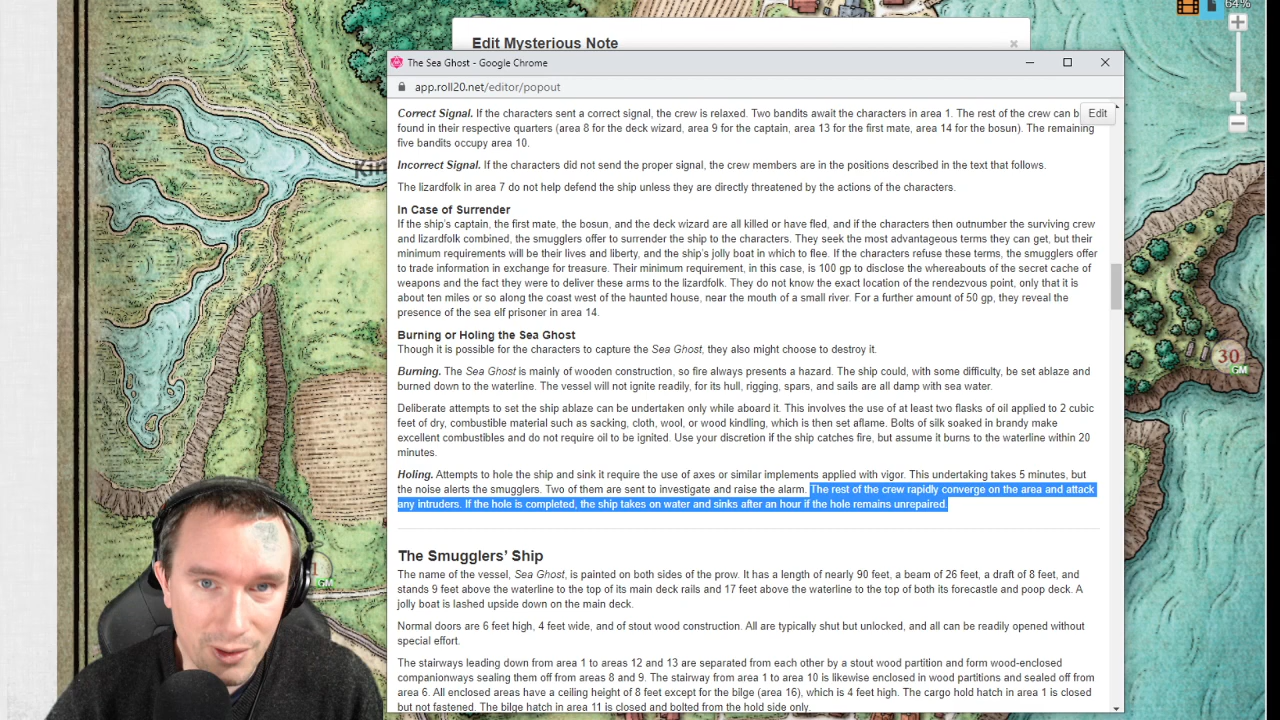 64%
Edit Mysterious Note
×
The Sea Ghost - Google Chrome
app.roll20.net/editor/popout
Edit
Correct Signal. If the characters sent a correct signal, the crew is relaxed. Two bandits await the characters in area 1. The rest of the crew can b
found in their respective quarters (area 8 for the deck wizard, area 9 for the captain, area 13 for the first mate, area 14 for the bosun). The remaining
five bandits occupy area 10.
Incorrect Signal. If the characters did not send the proper signal, the crew members are in the positions described in the text that follows.
The lizardfolk in area 7 do not help defend the ship unless they are directly threatened by the actions of the characters.
In Case of Surrender
If the ship's captain, the first mate, the bosun, and the deck wizard are all killed or have fled, and if the characters then outnumber the surviving crew
and lizardfolk combined, the smugglers offer to surrender the ship to the characters. They seek the most advantageous terms they can get, but their
minimum requirements will be their lives and liberty, and the ship's jolly boat in which to flee. If the characters refuse these terms, the smugglers offer
to trade information in exchange for treasure. Their minimum requirement, in this case, is 100 gp to disclose the whereabouts of the secret cache of
weapons and the fact they were to deliver these arms to the lizardfolk. They do not know the exact location of the rendezvous point, only that it is
about ten miles or so along the coast west of the haunted house, near the mouth of a small river. For a further amount of 50 gp, they reveal the
presence of the sea elf prisoner in area 14.
Burning or Holing the Sea Ghost
Though it is possible for the characters to capture the Sea Ghost, they also might choose to destroy it.
Burning. The Sea Ghost is mainly of wooden construction, so fire always presents a hazard. The ship could, with some difficulty, be set ablaze and
burned down to the waterline. The vessel will not ignite readily, for its hull, rigging, spars, and sails are all damp with sea water.
Deliberate attempts to set the ship ablaze can be undertaken only while aboard it. This involves the use of at least two flasks of oil applied to 2 cubic
feet of dry, combustible material such as sacking, cloth, wool, or wood kindling, which is then set aflame. Bolts of silk soaked in brandy make
excellent combustibles and do not require oil to be ignited. Use your discretion if the ship catches fire, but assume it burns to the waterline within 20
minutes.
Holing. Attempts to hole the ship and sink it require the use of axes or similar implements applied with vigor. This undertaking takes 5 minutes, but
the noise alerts the smugglers. Two of them are sent to investigate and raise the alarm. The rest of the crew rapidly converge on the area and attack
any intruders. If the hole is completed, the ship takes on water and sinks after an hour if the hole remains unrepaired.
The Smugglers' Ship
The name of the vessel, Sea Ghost, is painted on both sides of the prow. It has a length of nearly 90 feet, a beam of 26 feet, a draft of 8 feet, and
stands 9 feet above the waterline to the top of its main deck rails and 17 feet above the waterline to the top of both its forecastle and poop deck. A
jolly boat is lashed upside down on the main deck.
Normal doors are 6 feet high, 4 feet wide, and of stout wood construction. All are typically shut but unlocked, and all can be readily opened without
special effort.
The stairways leading down from area 1 to areas 12 and 13 are separated from each other by a stout wood partition and form wood-enclosed
companionways sealing them off from areas 8 and 9. The stairway from area 1 to area 10 is likewise enclosed in wood partitions and sealed off from
area 6. All enclosed areas have a ceiling height of 8 feet except for the bilge (area 16), which is 4 feet high. The cargo hold hatch in area 1 is closed
but not fastened. The bilge hatch in area 11 is closed and bolted from the hold side only.
30
GM
GM